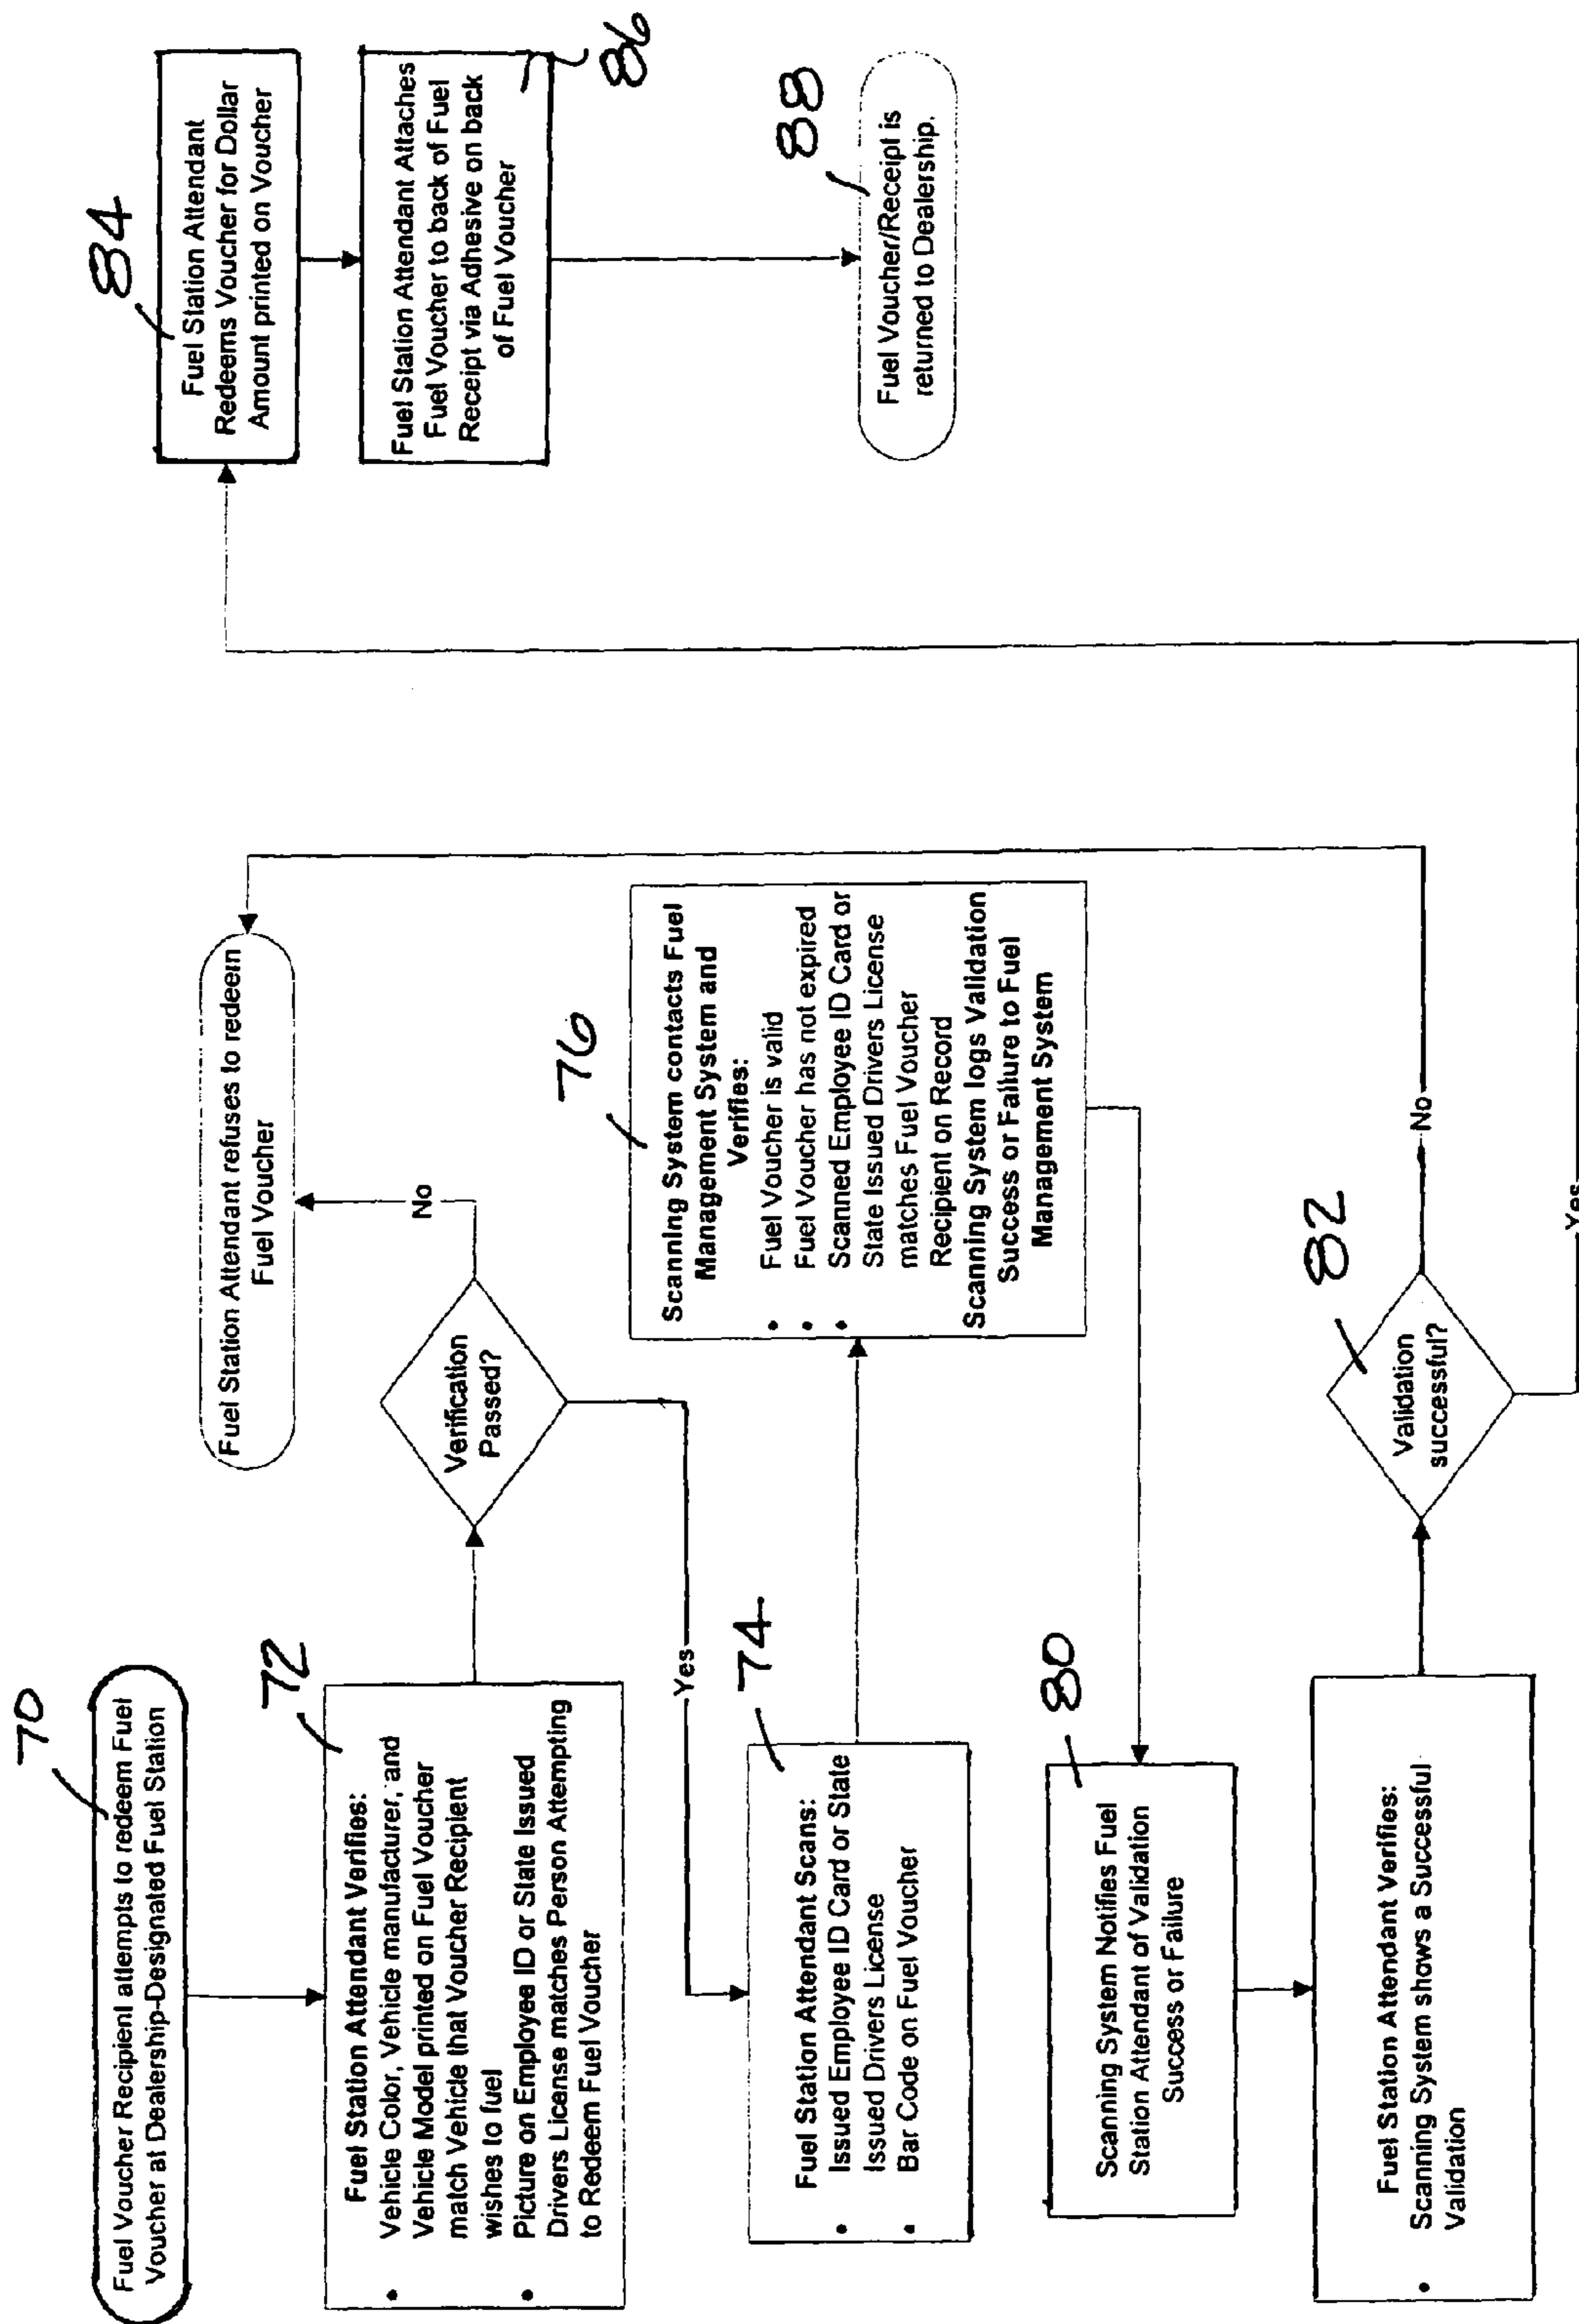 70
Fuel Voucher Recipient attempts to redeem Fuel
Voucher at Dealership-Designated Fuel Station
72
Fuel Station Attendant Verifies:
• Vehicle Color, Vehicle manufacturer, and
Vehicle Model printed on Fuel Voucher
match Vehicle that Voucher Recipient
wishes to fuel
• Picture on Employee ID or State Issued
Drivers License matches Person Attempting
to Redeem Fuel Voucher
Verification
Passed?
No
Fuel Station Attendant refuses to redeem
Fuel Voucher
Yes
74
Fuel Station Attendant Scans:
• Issued Employee ID Card or State
Issued Drivers License
• Bar Code on Fuel Voucher
76
Scanning System contacts Fuel
Management System and
Verifies:
• Fuel Voucher is valid
• Fuel Voucher has not expired
• Scanned Employee ID Card or
State Issued Drivers License
matches Fuel Voucher
Recipient on Record
Scanning System logs Validation
Success or Failure to Fuel
Management System
80
Scanning System Notifies Fuel
Station Attendant of Validation
Success or Failure
Fuel Station Attendant Verifies:
• Scanning System shows a Successful
Validation
82
Validation
successful?
No
Yes
84
Fuel Station Attendant
Redeems Voucher for Dollar
Amount printed on Voucher
86
Fuel Station Attendant Attaches
Fuel Voucher to back of Fuel
Receipt via Adhesive on back
of Fuel Voucher
88
Fuel Voucher/Receipt is
returned to Dealership.